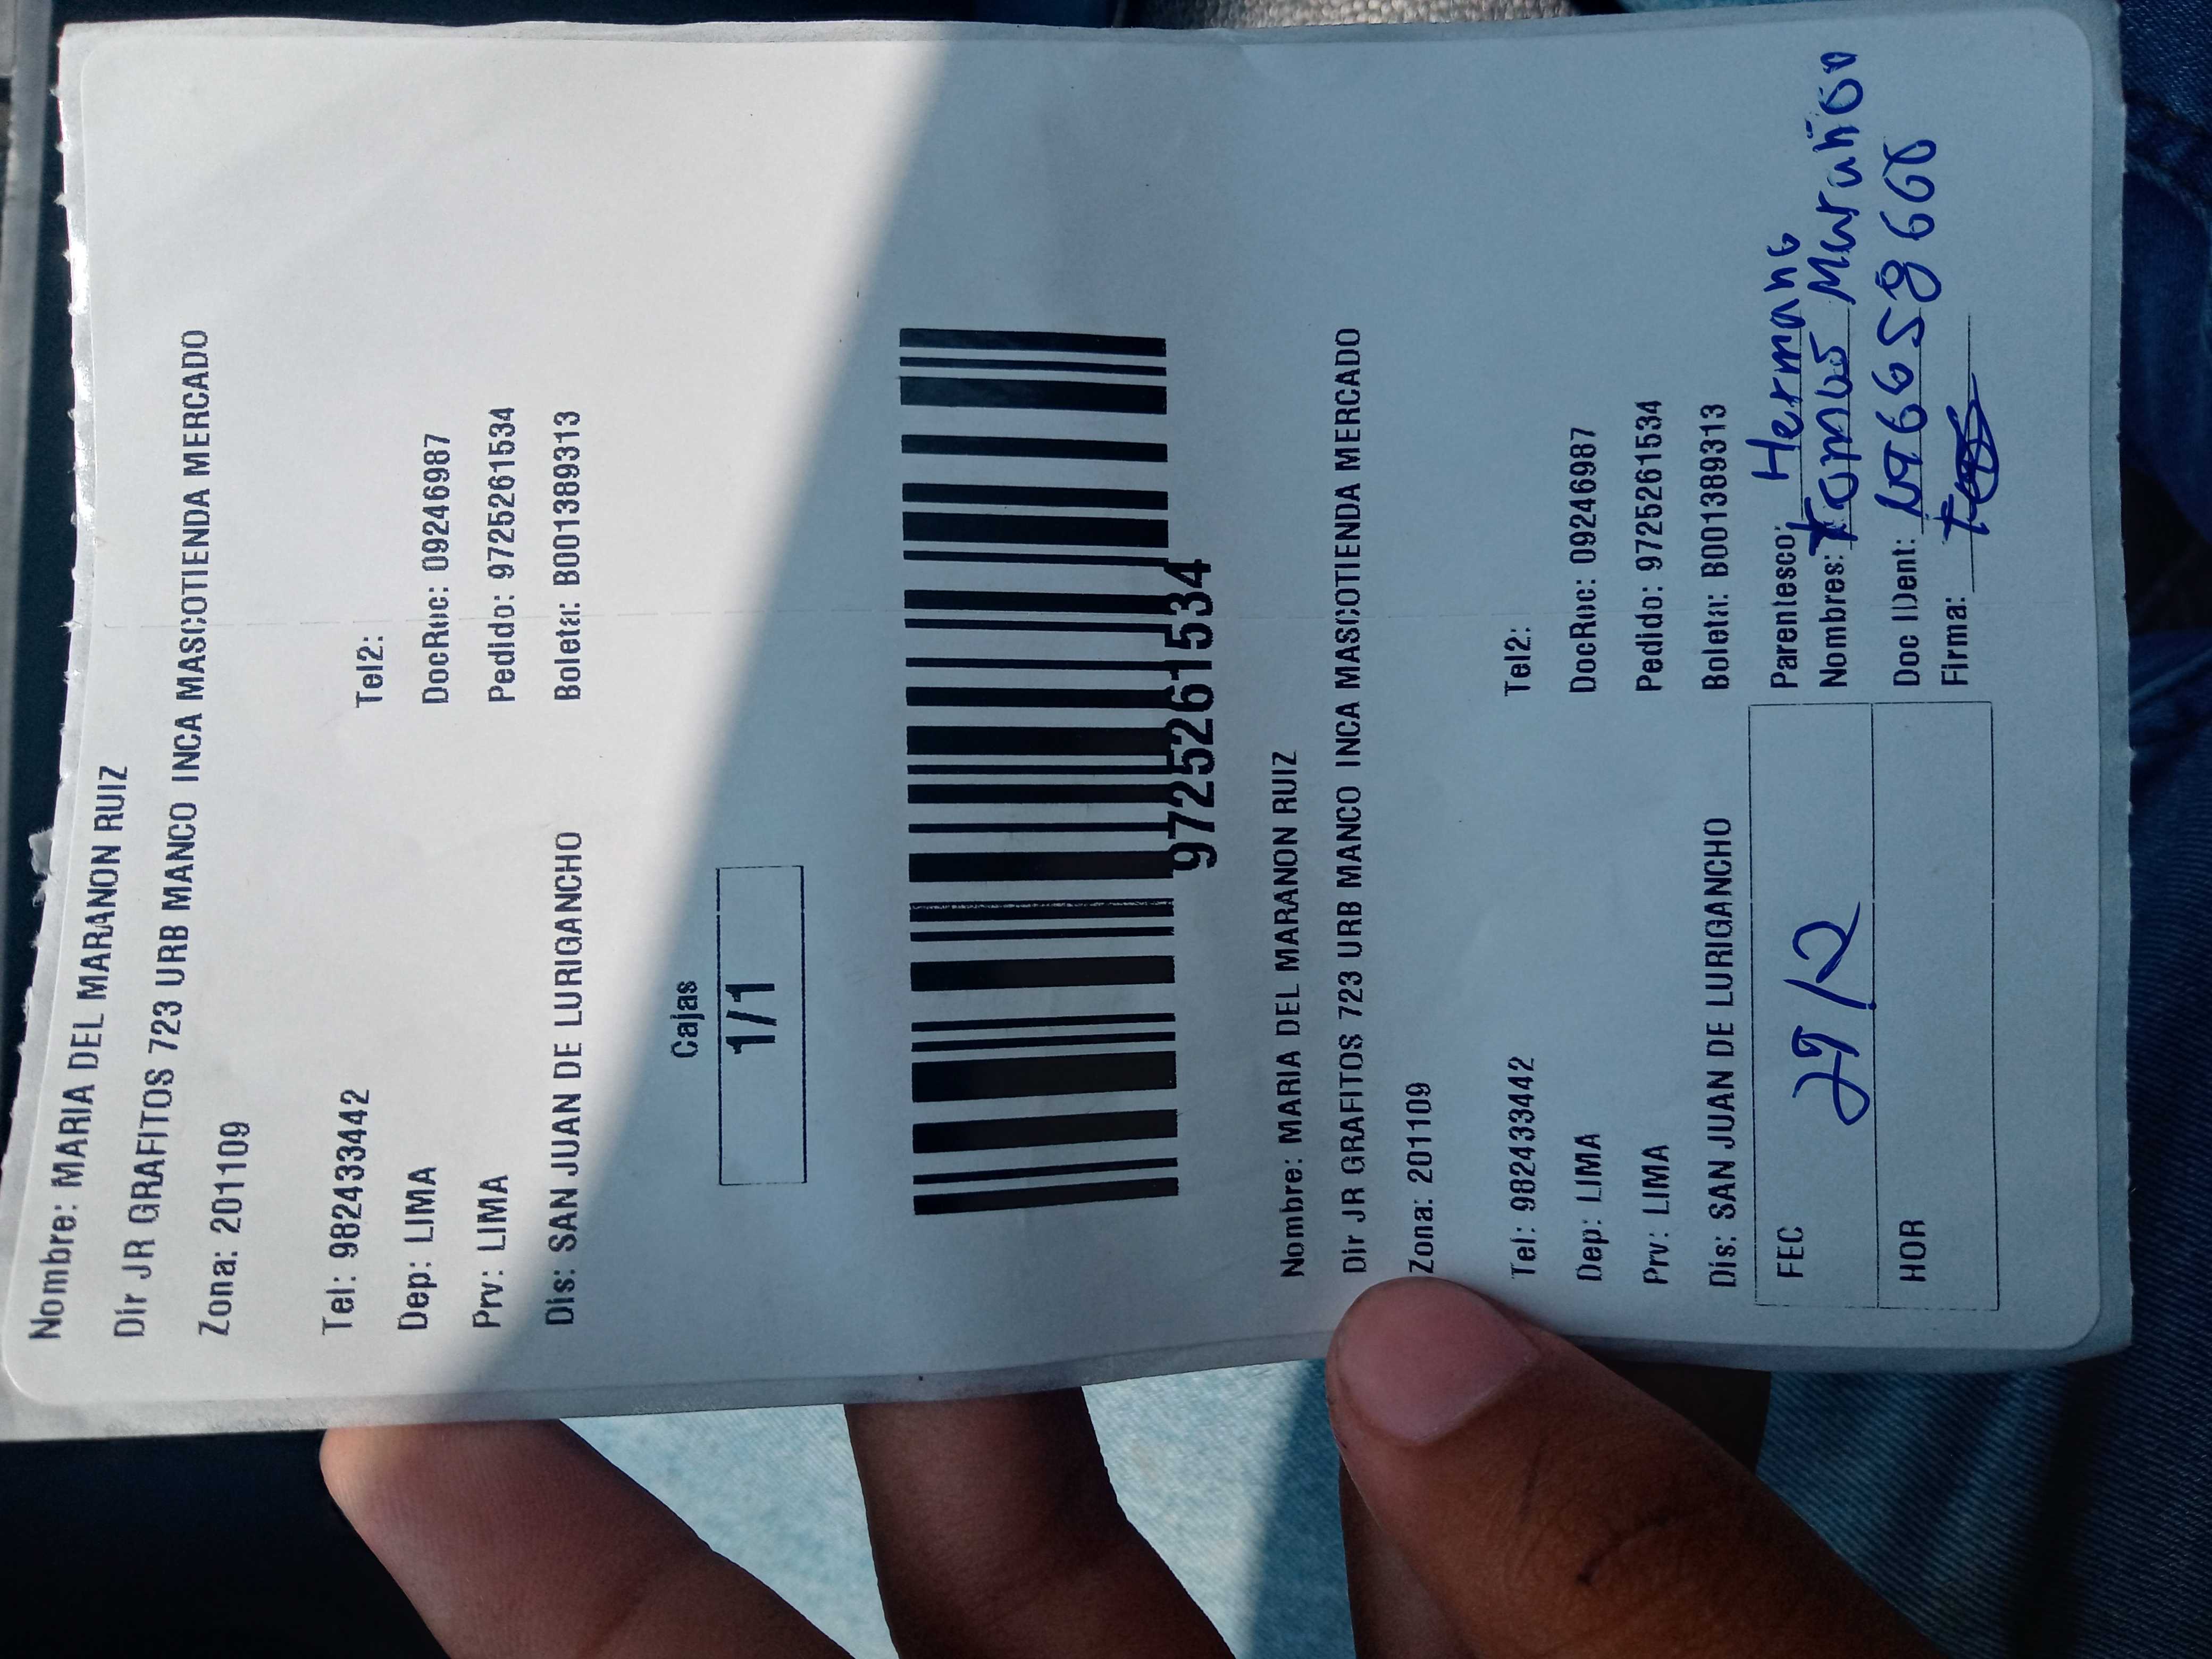 Nombre: MARIA DEL MARANON RUIZ
Dir JR GRAFITOS 723 URB MANCO INCA MASCOTIENDA MERCADO
Zona: 201109
Tel: 982433442 Tel2:
Dep: LIMA DocRuc: 09246987
Prv: LIMA Pedido: 9725261534
Dis: SAN JUAN DE LURIGANCHO Boleta: B001389313
Cajas
1/1
9725261534
Nombre: MARIA DEL MARANON RUIZ
Dir JR GRAFITOS 723 URB MANCO INCA MASCOTIENDA MERCADO
Zona: 201109
Tel: 982433442 Tel2:
Dep: LIMA DocRuc: 09246987
Prv: LIMA Pedido: 9725261534
Dis: SAN JUAN DE LURIGANCHO Boleta: B001389313
FEC 29/12 Parentesco: Hermano
Nombres: Marañon
HOR Doc IDent:
Firma: